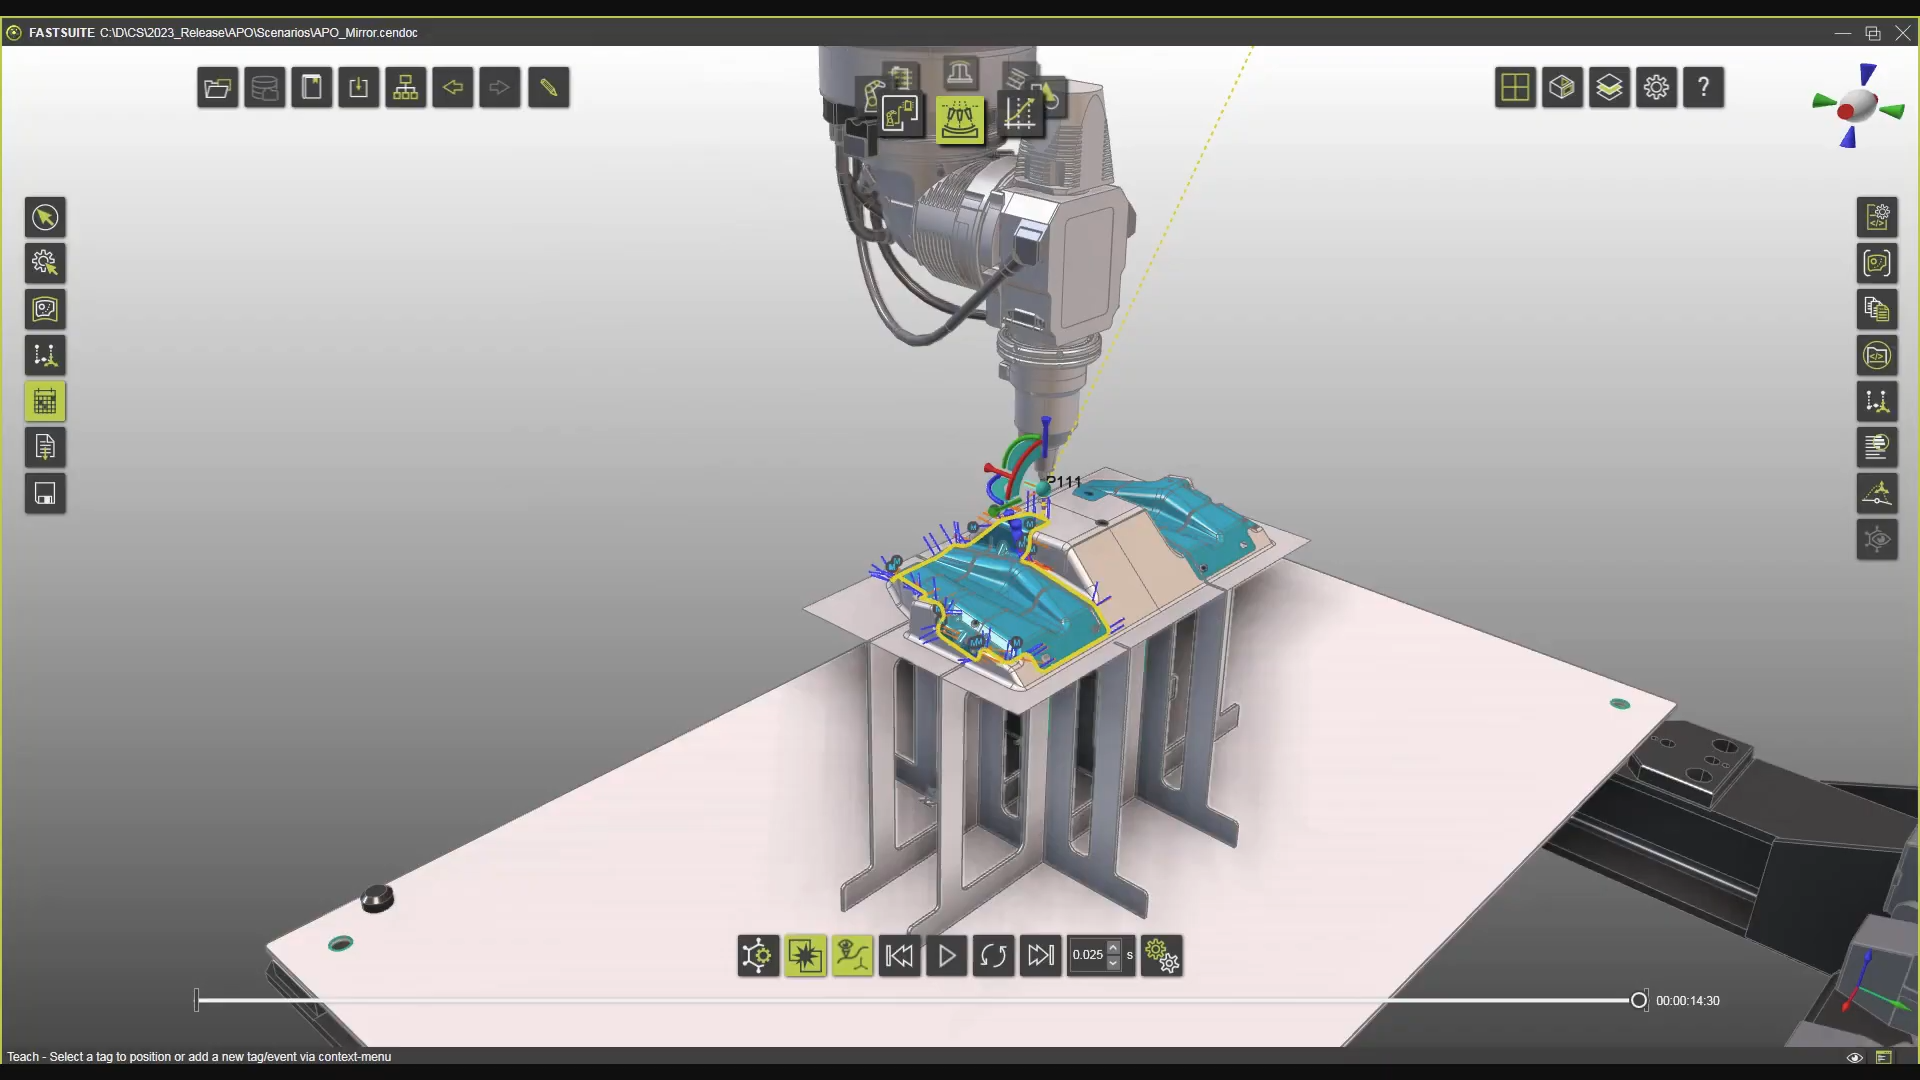 FASTSUITE C:\D\CS\2023_Release\APO\Scenarios\APO_Mirror.cendoc
?
P111
M
M
M
M
M
0.025 s
00:00:14:30
Teach - Select a tag to position or add a new tag/event via context-menu